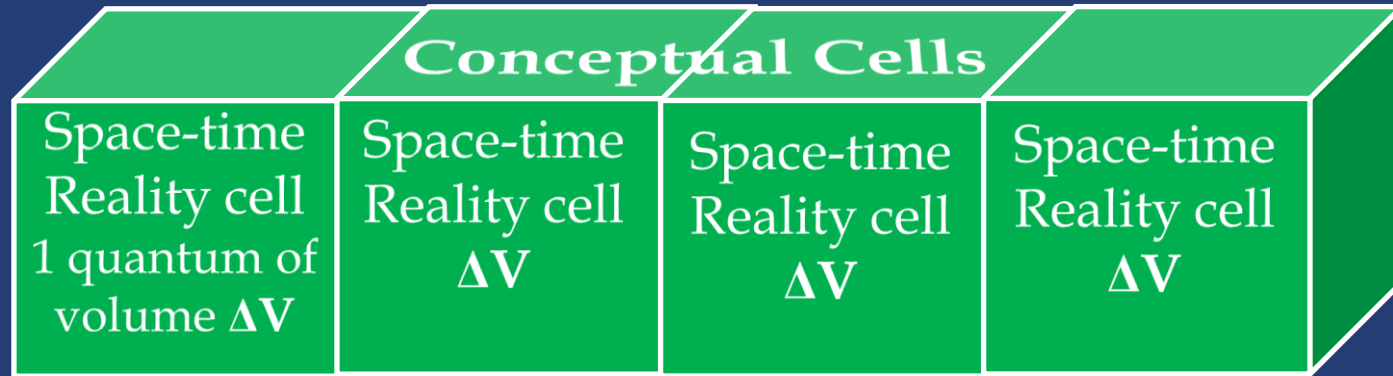 Conceptual Cells
Space-time
Reality cell
1 quantum of
volume ΔV
Space-time
Reality cell
ΔV
Space-time
Reality cell
ΔV
Space-time
Reality cell
ΔV